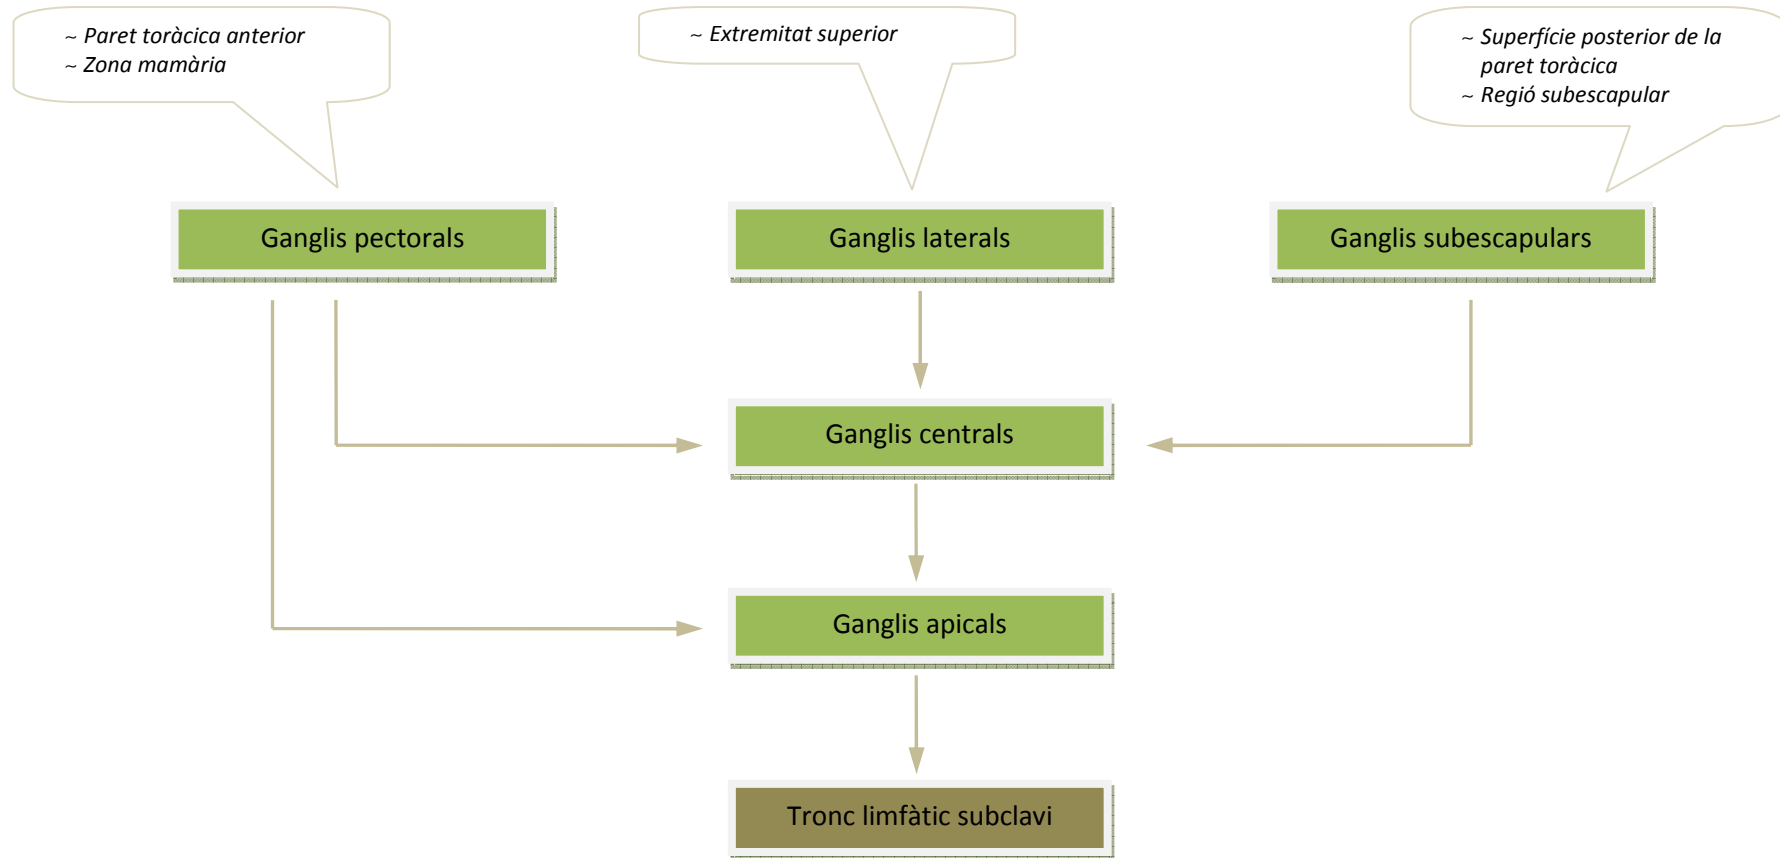 ~ Paret toràcica anterior
~ Zona mamària
~ Extremitat superior
~ Superfície posterior de la
paret toràcica
~ Regió subescapular
Ganglis pectorals
Ganglis laterals
Ganglis subescapulars
Ganglis centrals
Ganglis apicals
Tronc limfàtic subclavi